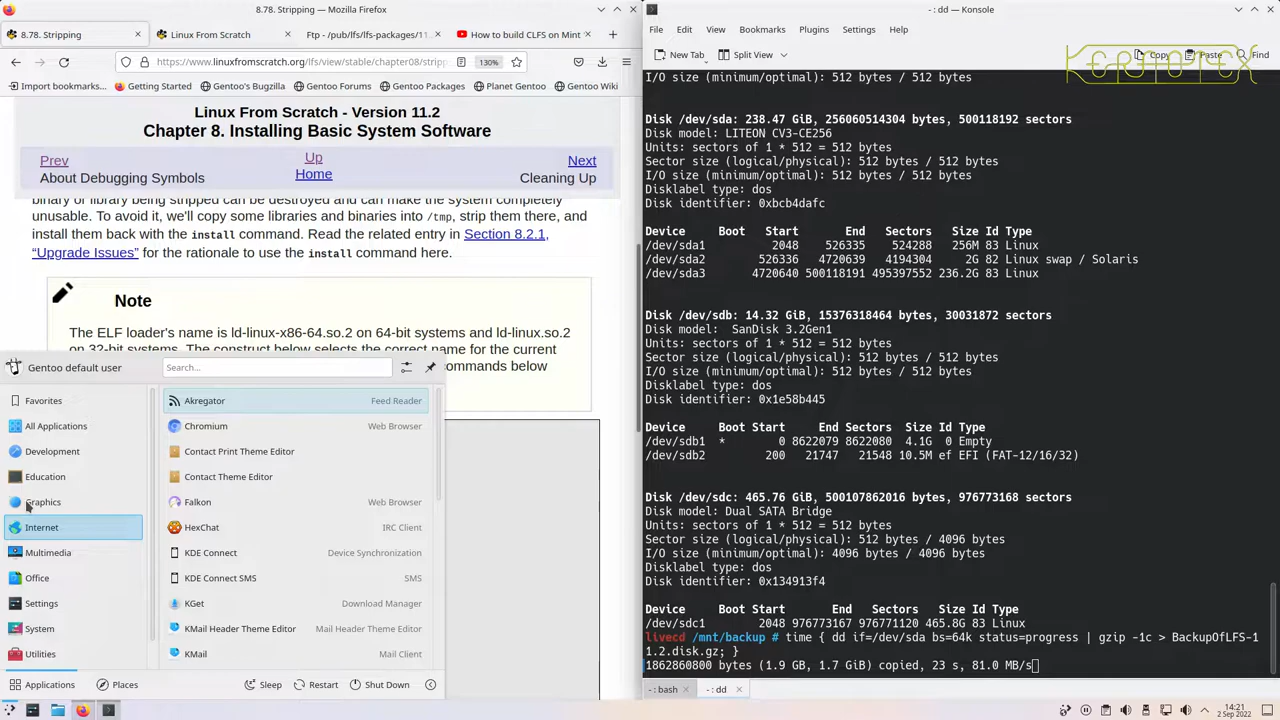 8.78. Stripping — Mozilla Firefox
8.78. Stripping
Linux From Scratch
Ftp - /pub/lfs/lfs-packages/11.
How to build CLFS on Mint
https://www.linuxfromscratch.org/lfs/view/stable/chapter08/strip
130%
Import bookmarks...
Getting Started
Gentoo's Bugzilla
Gentoo Forums
Gentoo Packages
Planet Gentoo
Gentoo Wiki
Linux From Scratch - Version 11.2
Chapter 8. Installing Basic System Software
Prev
Up
Next
About Debugging Symbols
Home
Cleaning Up
binary or library being stripped can be destroyed and can make the system completely
unusable. To avoid it, we'll copy some libraries and binaries into /tmp, strip them there, and
install them back with the install command. Read the related entry in Section 8.2.1,
“Upgrade Issues” for the rationale to use the install command here.
Note
The ELF loader's name is ld-linux-x86-64.so.2 on 64-bit systems and ld-linux.so.2
on 32-bit systems. The construct below selects the correct name for the current
commands below
Gentoo default user
Search...
Favorites
All Applications
Development
Education
Graphics
Internet
Multimedia
Office
Settings
System
Utilities
Akregator Feed Reader
Chromium Web Browser
Contact Print Theme Editor
Contact Theme Editor
Falkon Web Browser
HexChat IRC Client
KDE Connect Device Synchronization
KDE Connect SMS SMS
KGet Download Manager
KMail Header Theme Editor Mail Header Theme Editor
KMail Mail Client
Applications
Places
Sleep
Restart
Shut Down
- : dd — Konsole
File Edit View Bookmarks Plugins Settings Help
New Tab
Split View
Copy
Paste
Find
KERNOTEX
I/O size (minimum/optimal): 512 bytes / 512 bytes
Disk /dev/sda: 238.47 GiB, 256060514304 bytes, 500118192 sectors
Disk model: LITEON CV3-CE256
Units: sectors of 1 * 512 = 512 bytes
Sector size (logical/physical): 512 bytes / 512 bytes
I/O size (minimum/optimal): 512 bytes / 512 bytes
Disklabel type: dos
Disk identifier: 0xbcb4dafc
Device Boot Start End Sectors Size Id Type
/dev/sda1 2048 526335 524288 256M 83 Linux
/dev/sda2 526336 4720639 4194304 2G 82 Linux swap / Solaris
/dev/sda3 4720640 500118191 495397552 236.2G 83 Linux
Disk /dev/sdb: 14.32 GiB, 15376318464 bytes, 30031872 sectors
Disk model: SanDisk 3.2Gen1
Units: sectors of 1 * 512 = 512 bytes
Sector size (logical/physical): 512 bytes / 512 bytes
I/O size (minimum/optimal): 512 bytes / 512 bytes
Disklabel type: dos
Disk identifier: 0x1e58b445
Device Boot Start End Sectors Size Id Type
/dev/sdb1 * 0 8622079 8622080 4.1G 0 Empty
/dev/sdb2 200 21747 21548 10.5M ef EFI (FAT-12/16/32)
Disk /dev/sdc: 465.76 GiB, 500107862016 bytes, 976773168 sectors
Disk model: Dual SATA Bridge
Units: sectors of 1 * 512 = 512 bytes
Sector size (logical/physical): 512 bytes / 4096 bytes
I/O size (minimum/optimal): 4096 bytes / 4096 bytes
Disklabel type: dos
Disk identifier: 0x134913f4
Device Boot Start End Sectors Size Id Type
/dev/sdc1 2048 976773167 976771120 465.8G 83 Linux
livecd /mnt/backup # time { dd if=/dev/sda bs=64k status=progress | gzip -1c > BackupOfLFS-1
1.2.disk.gz; }
1862860800 bytes (1.9 GB, 1.7 GiB) copied, 23 s, 81.0 MB/s
- : bash
- : dd
14:21
2 Sep 2022